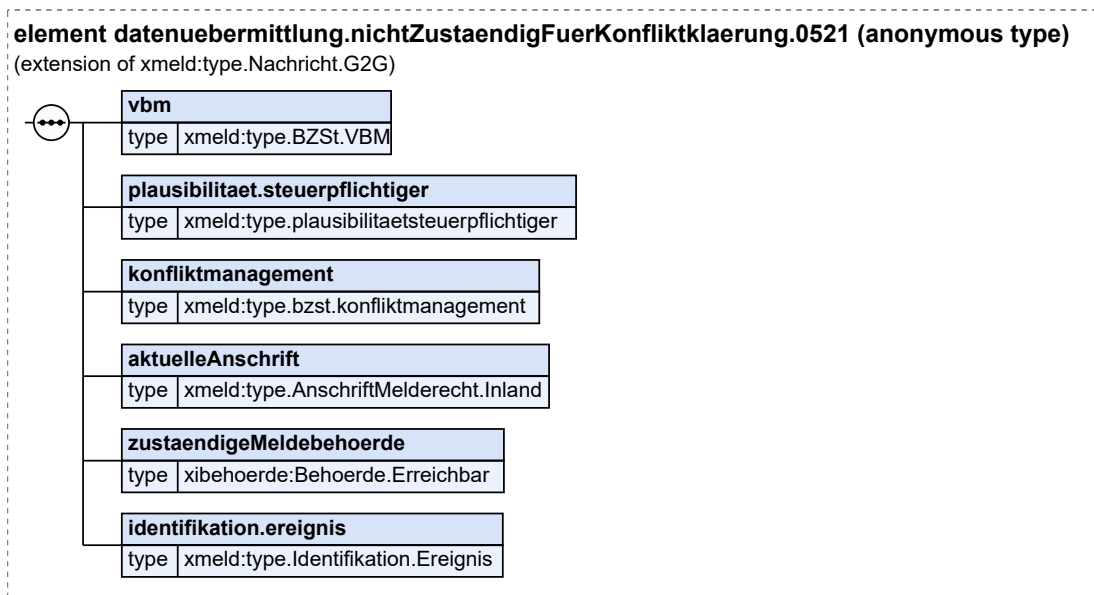 element datenuebermittlung.nichtZustaendigFuerKonfliktklaerung.0521 (anonymous type)
(extension of xmeld:type.Nachricht.G2G)
vbm
type xmeld:type.BZSt.VBM
plausibilitaet.steuerpflichtiger
type xmeld:type.plausibilitaetsteuerpflichtiger
konfliktmanagement
type xmeld:type.bzst.konfliktmanagement
aktuelleAnschrift
type xmeld:type.AnschriftMelderecht.Inland
zustaendigeMeldebehoerde
type xibehoerde:Behoerde.Erreichbar
identifikation.ereignis
type xmeld:type.Identifikation.Ereignis